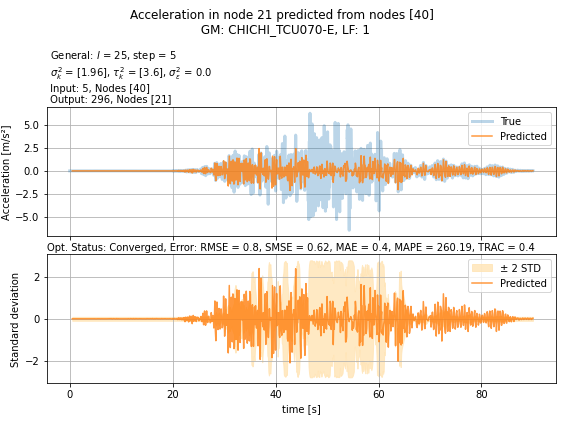 Acceleration in node 21 predicted from nodes [40]
GM: CHICHI_TCU070-E, LF: 1
General: l = 25, step = 5
σ²ₖ = [1.96], τ²ₖ = [3.6], σ²ε = 0.0
Input: 5, Nodes [40]
Output: 296, Nodes [21]
Acceleration [m/s²]
5.0
2.5
0.0
−2.5
−5.0
True
Predicted
Opt. Status: Converged, Error: RMSE = 0.8, SMSE = 0.62, MAE = 0.4, MAPE = 260.19, TRAC = 0.4
Standard deviation
2
0
−2
± 2 STD
Predicted
0 20 40 60 80
time [s]